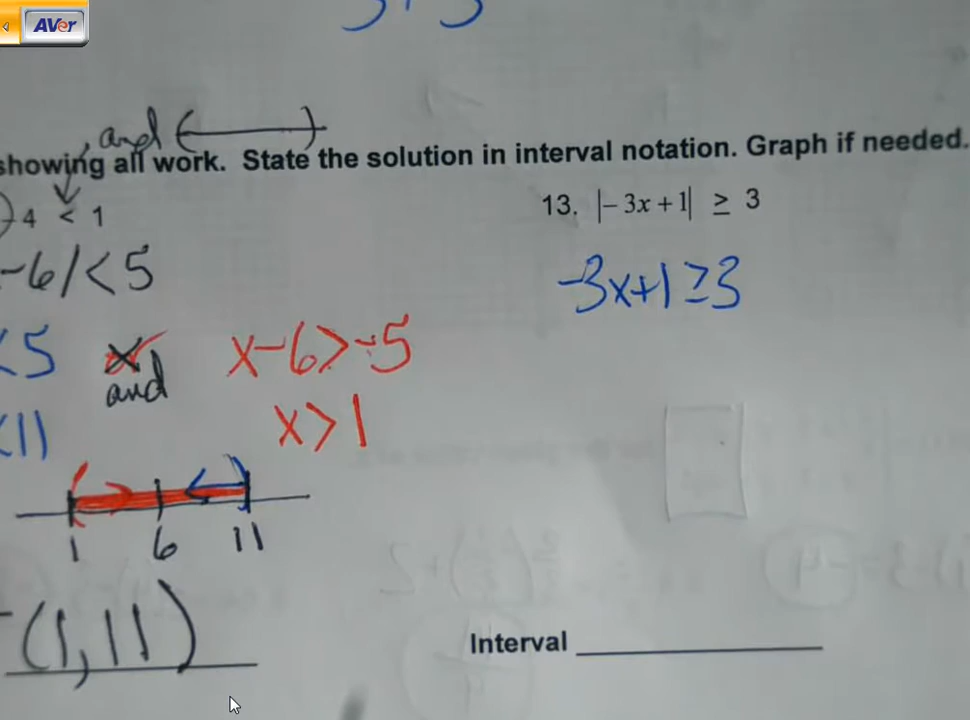 AVer
, and (———)
showing all work. State the solution in interval notation. Graph if needed.
4 < 1
-6|<5
<5 and x-6>-5
<11 x>1
1 6 11
(1,11)
13. |– 3x + 1| ≥ 3
-3x+1≥3
Interval